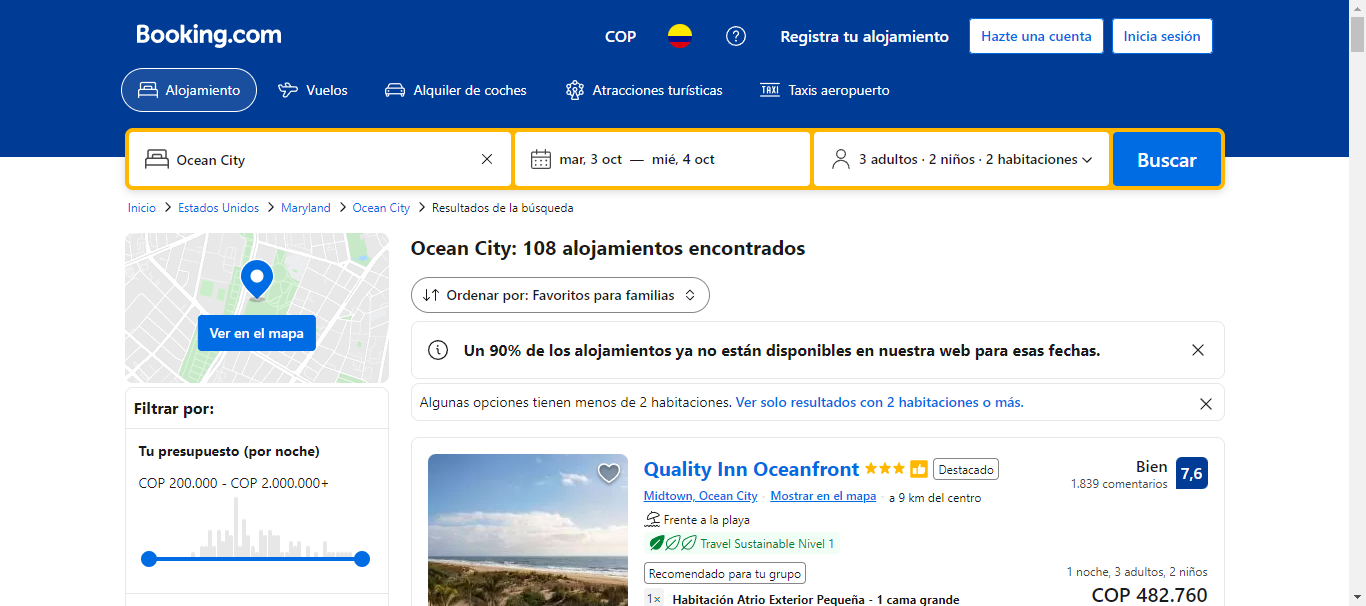 Booking.com
COP
Registra tu alojamiento
Hazte una cuenta
Inicia sesión
Alojamiento
Vuelos
Alquiler de coches
Atracciones turísticas
TAXI Taxis aeropuerto
Ocean City
mar, 3 oct — mié, 4 oct
3 adultos · 2 niños · 2 habitaciones
Buscar
Inicio > Estados Unidos > Maryland > Ocean City > Resultados de la búsqueda
Ver en el mapa
Filtrar por:
Tu presupuesto (por noche)
COP 200.000 - COP 2.000.000+
Ocean City: 108 alojamientos encontrados
Ordenar por: Favoritos para familias
Un 90% de los alojamientos ya no están disponibles en nuestra web para esas fechas.
Algunas opciones tienen menos de 2 habitaciones. Ver solo resultados con 2 habitaciones o más.
Quality Inn Oceanfront
Destacado
Bien
1.839 comentarios
7,6
Midtown, Ocean City · Mostrar en el mapa · a 9 km del centro
Frente a la playa
Travel Sustainable Nivel 1
Recomendado para tu grupo
1× Habitación Atrio Exterior Pequeña - 1 cama grande
1 noche, 3 adultos, 2 niños
COP 482.760